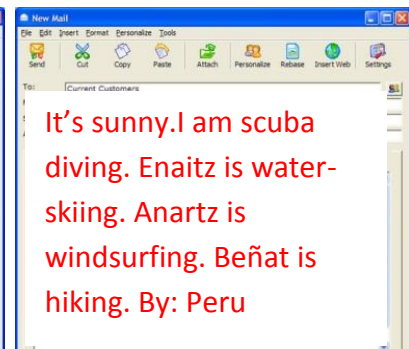 New Mail
File Edit Insert Format Personalize Tools
Send Cut Copy Paste Attach Personalize Rebase Insert Web Settings
To: Current Customers
It's sunny.I am scuba
diving. Enaitz is water-
skiing. Anartz is
windsurfing. Beñat is
hiking. By: Peru